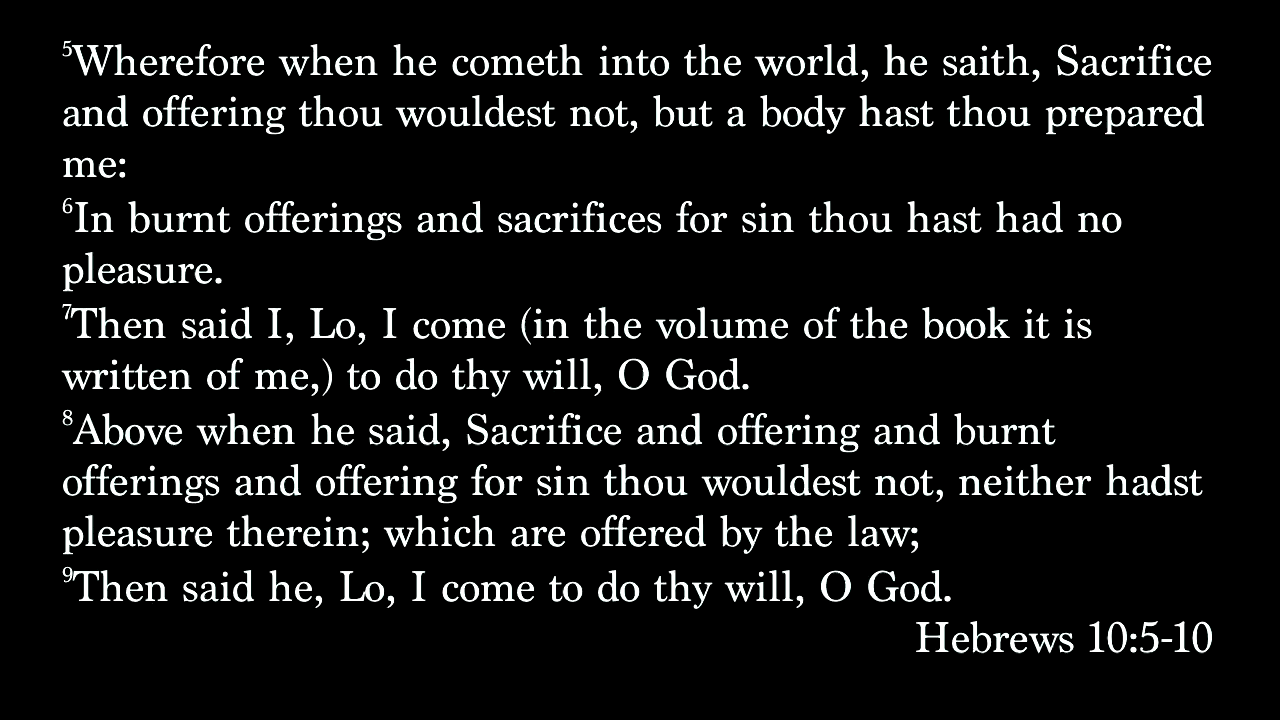 ⁵Wherefore when he cometh into the world, he saith, Sacrifice
and offering thou wouldest not, but a body hast thou prepared
me:
⁶In burnt offerings and sacrifices for sin thou hast had no
pleasure.
⁷Then said I, Lo, I come (in the volume of the book it is
written of me,) to do thy will, O God.
⁸Above when he said, Sacrifice and offering and burnt
offerings and offering for sin thou wouldest not, neither hadst
pleasure therein; which are offered by the law;
⁹Then said he, Lo, I come to do thy will, O God.
Hebrews 10:5-10